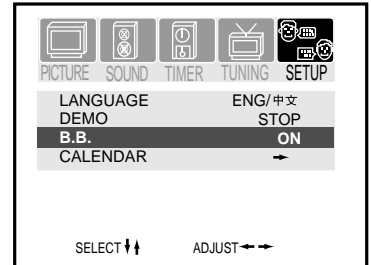 PICTURE SOUND TIMER TUNING SETUP
LANGUAGE ENG/中文
DEMO STOP
B.B. ON
CALENDAR →
SELECT ADJUST